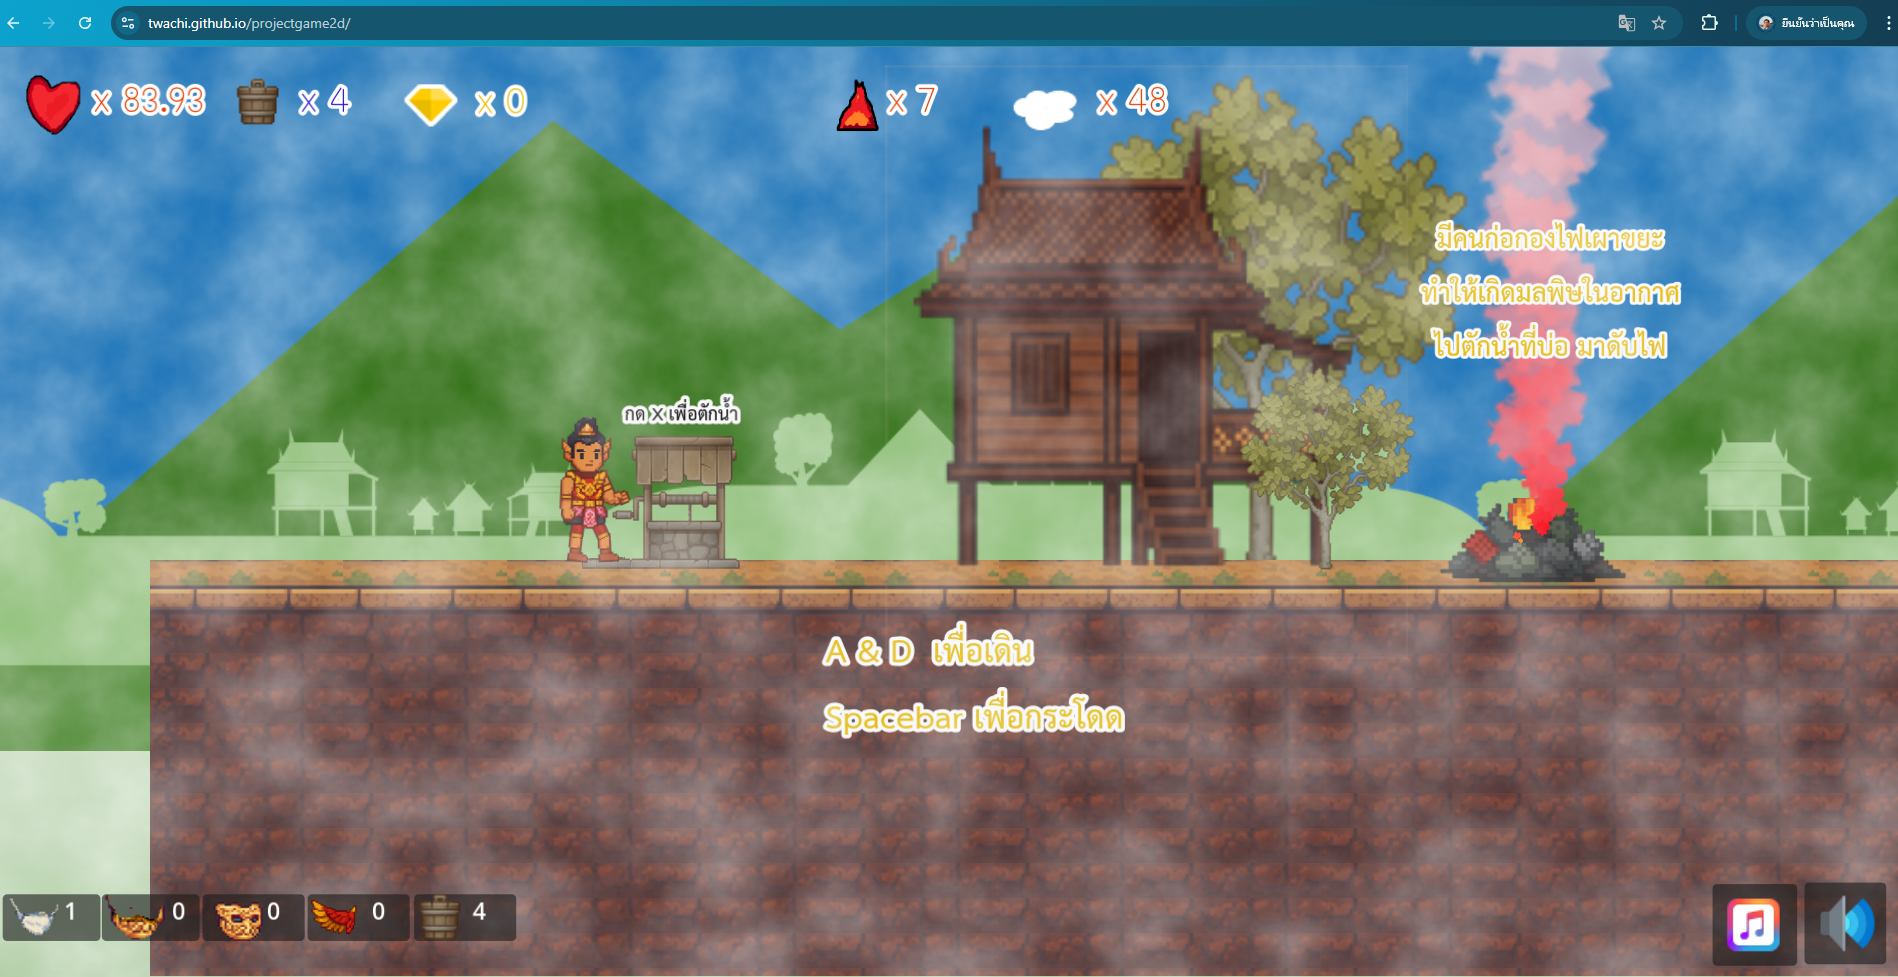 twachi.github.io/projectgame2d/
ยืนยันว่าเป็นคุณ
x 83.93
x 4
x 0
x 7
x 48
มีคนก่อกองไฟเผาขยะ
ทำให้เกิดมลพิษในอากาศ
ไปตักน้ำที่บ่อ มาดับไฟ
กด X เพื่อตักน้ำ
A & D เพื่อเดิน
Spacebar เพื่อกระโดด
1
0
0
0
4